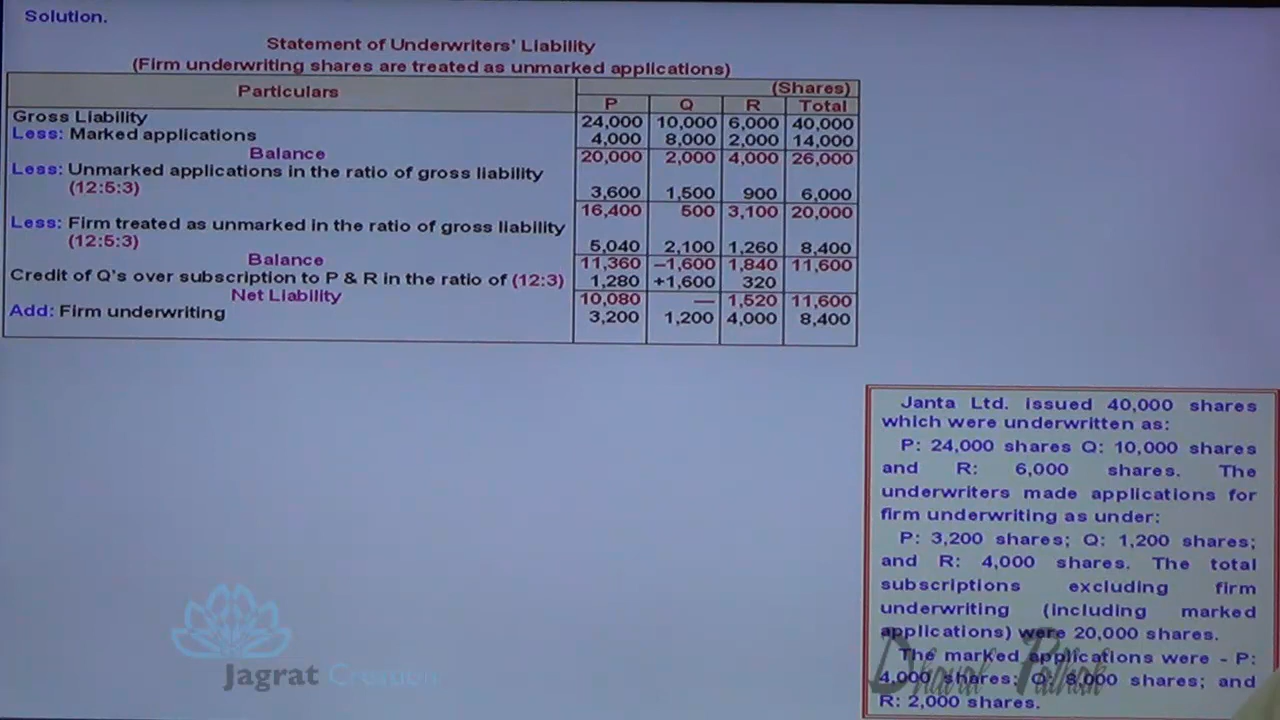 Solution.
Statement of Underwriters' Liability
(Firm underwriting shares are treated as unmarked applications)
Particulars (Shares)
P Q R Total
Gross Liability 24,000 10,000 6,000 40,000
Less: Marked applications 4,000 8,000 2,000 14,000
Balance 20,000 2,000 4,000 26,000
Less: Unmarked applications in the ratio of gross liability
(12:5:3) 3,600 1,500 900 6,000
16,400 500 3,100 20,000
Less: Firm treated as unmarked in the ratio of gross liability
(12:5:3) 5,040 2,100 1,260 8,400
Balance 11,360 –1,600 1,840 11,600
Credit of Q's over subscription to P & R in the ratio of (12:3) 1,280 +1,600 320
Net Liability 10,080 — 1,520 11,600
Add: Firm underwriting 3,200 1,200 4,000 8,400
Janta Ltd. issued 40,000 shares
which were underwritten as:
P: 24,000 shares Q: 10,000 shares
and R: 6,000 shares. The
underwriters made applications for
firm underwriting as under:
P: 3,200 shares; Q: 1,200 shares;
and R: 4,000 shares. The total
subscriptions excluding firm
underwriting (including marked
applications) were 20,000 shares.
The marked applications were - P:
4,000 shares; Q: 8,000 shares; and
R: 2,000 shares.
Jagrat Creation
Dhaval Pathak